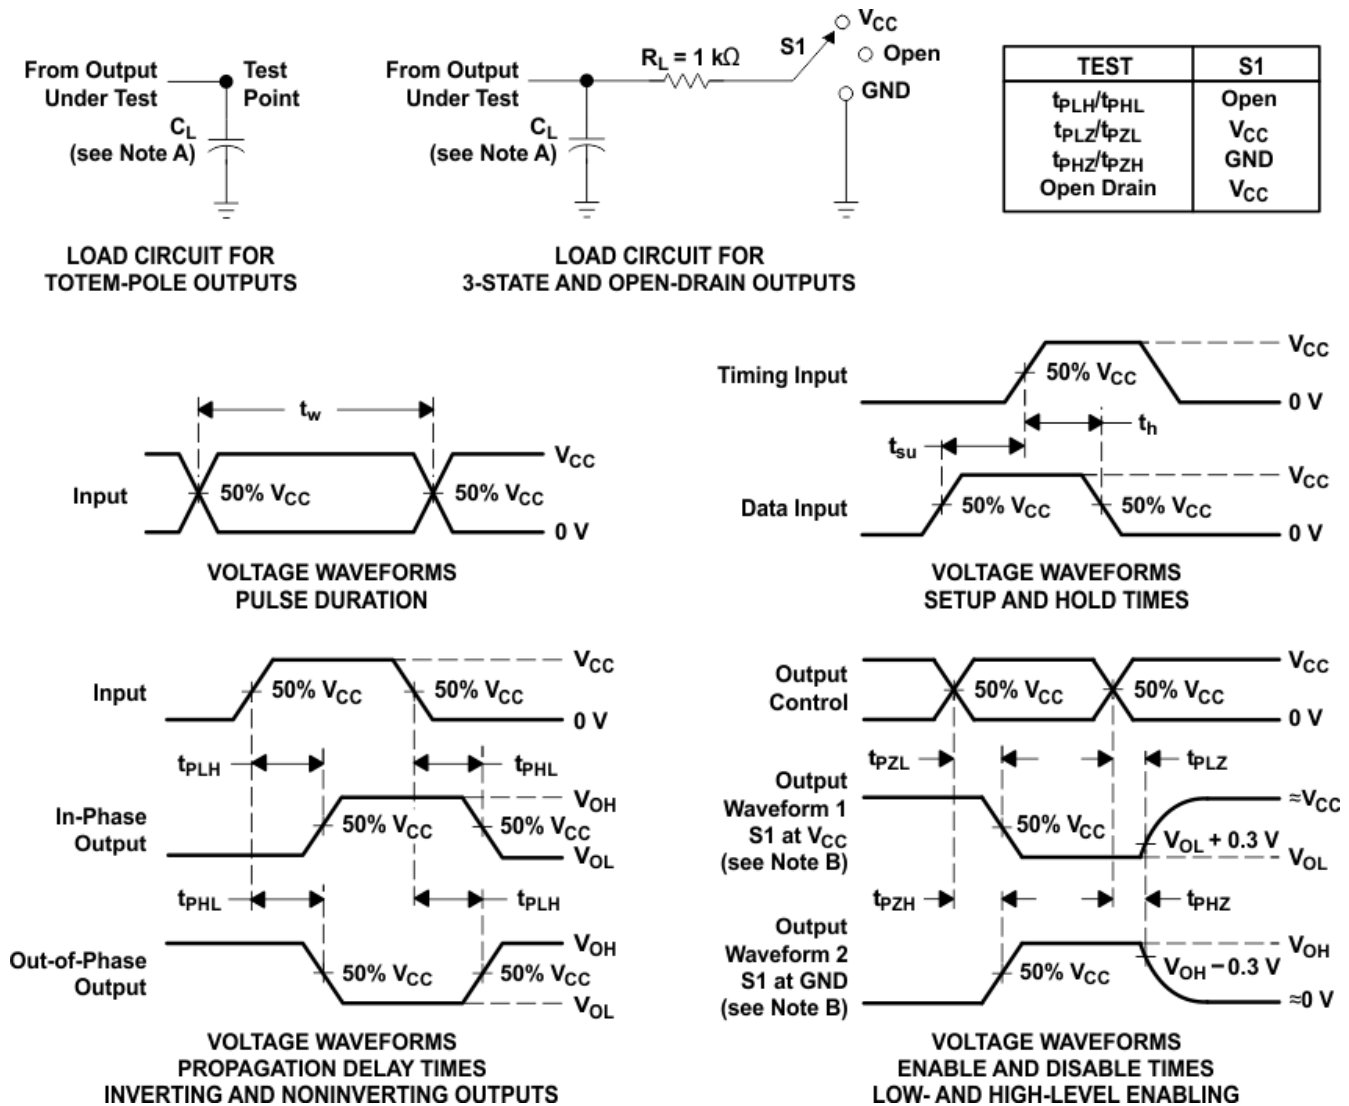 From Output
Under Test
Test
Point
CL
(see Note A)
LOAD CIRCUIT FOR
TOTEM-POLE OUTPUTS
From Output
Under Test
CL
(see Note A)
RL = 1 kΩ
S1
VCC
Open
GND
LOAD CIRCUIT FOR
3-STATE AND OPEN-DRAIN OUTPUTS
TEST S1
tPLH/tPHL Open
tPLZ/tPZL VCC
tPHZ/tPZH GND
Open Drain VCC
tw
Input
50% VCC
50% VCC
VCC
0 V
VOLTAGE WAVEFORMS
PULSE DURATION
Timing Input
50% VCC
VCC
0 V
tsu
th
Data Input
50% VCC
50% VCC
VCC
0 V
VOLTAGE WAVEFORMS
SETUP AND HOLD TIMES
Input
50% VCC
50% VCC
VCC
0 V
tPLH
tPHL
In-Phase
Output
50% VCC
50% VCC
VOH
VOL
tPHL
tPLH
Out-of-Phase
Output
50% VCC
50% VCC
VOH
VOL
VOLTAGE WAVEFORMS
PROPAGATION DELAY TIMES
INVERTING AND NONINVERTING OUTPUTS
Output
Control
50% VCC
50% VCC
VCC
0 V
tPZL
tPLZ
Output
Waveform 1
S1 at VCC
(see Note B)
50% VCC
VOL + 0.3 V
≈VCC
VOL
tPZH
tPHZ
Output
Waveform 2
S1 at GND
(see Note B)
50% VCC
VOH − 0.3 V
VOH
≈0 V
VOLTAGE WAVEFORMS
ENABLE AND DISABLE TIMES
LOW- AND HIGH-LEVEL ENABLING